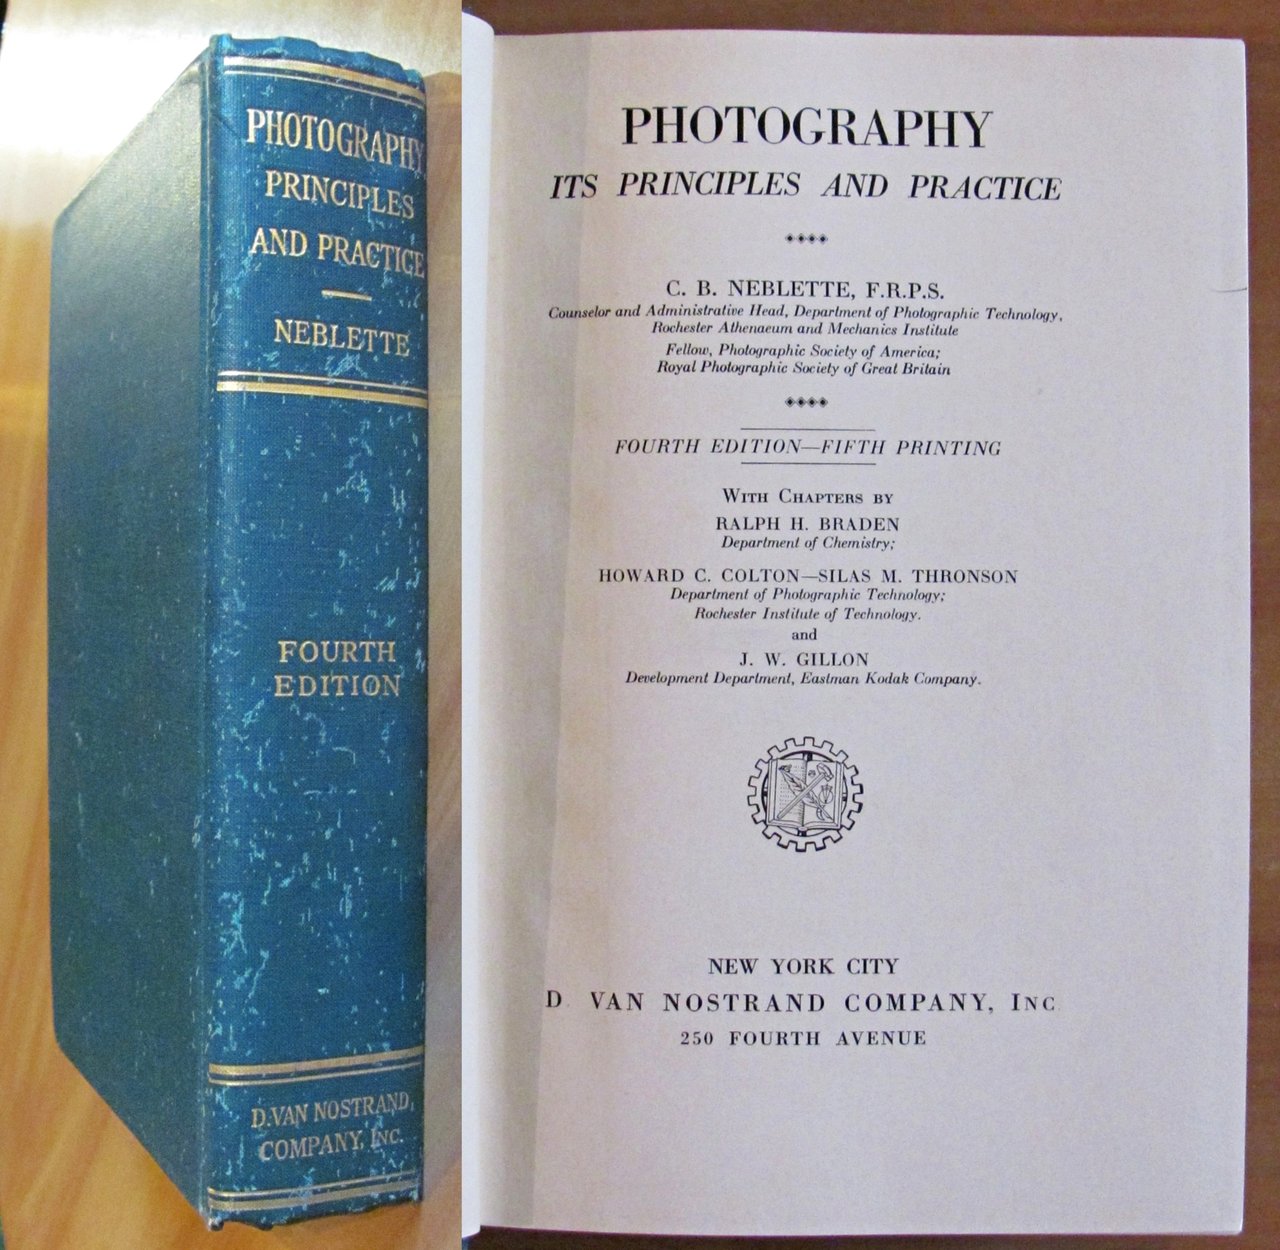 PHOTOGRAPHY
PRINCIPLES
AND PRACTICE
NEBLETTE
FOURTH
EDITION
D. VAN NOSTRAND
COMPANY, INC.
PHOTOGRAPHY
ITS PRINCIPLES AND PRACTICE
C. B. NEBLETTE, F.R.P.S.
Counselor and Administrative Head, Department of Photographic Technology,
Rochester Athenaeum and Mechanics Institute
Fellow, Photographic Society of America;
Royal Photographic Society of Great Britain
FOURTH EDITION—FIFTH PRINTING
WITH CHAPTERS BY
RALPH H. BRADEN
Department of Chemistry;
HOWARD C. COLTON—SILAS M. THRONSON
Department of Photographic Technology;
Rochester Institute of Technology.
and
J. W. GILLON
Development Department, Eastman Kodak Company.
NEW YORK CITY
D VAN NOSTRAND COMPANY, INC
250 FOURTH AVENUE